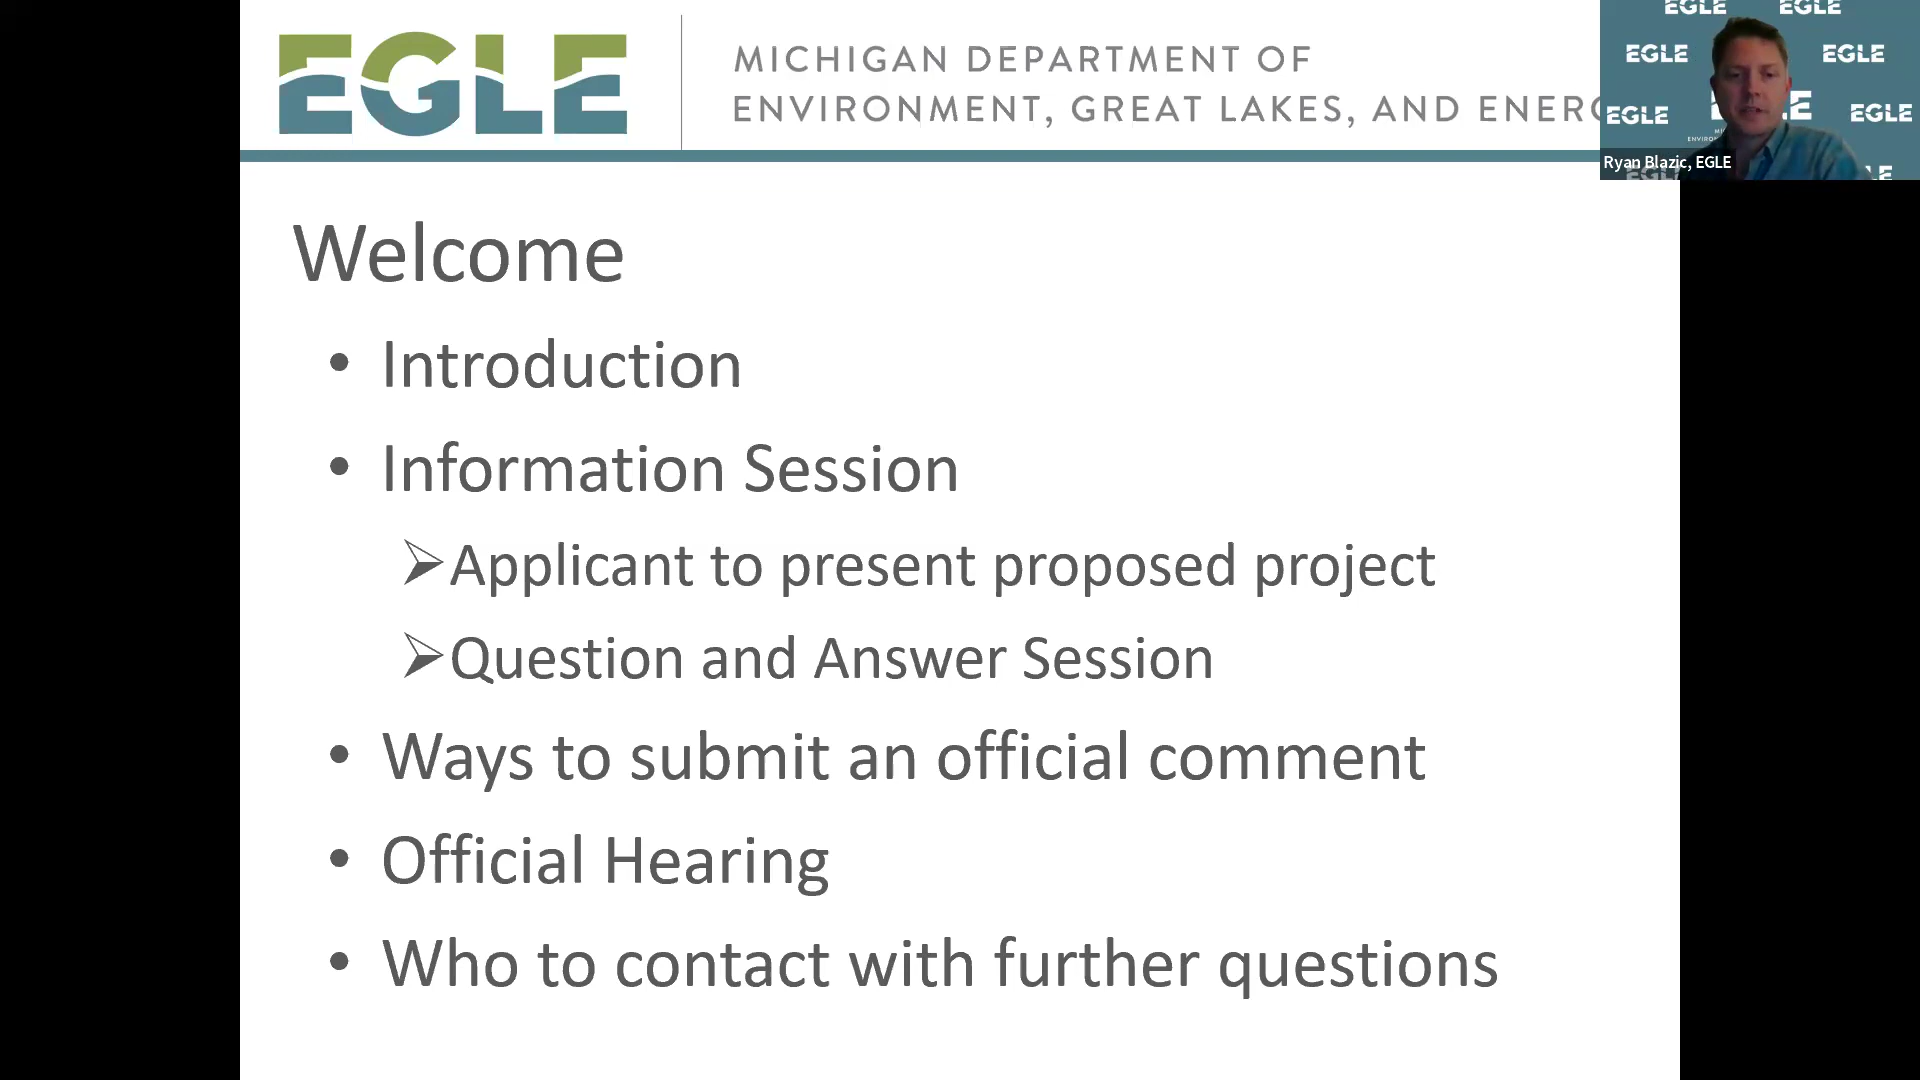 EGLE
MICHIGAN DEPARTMENT OF
ENVIRONMENT, GREAT LAKES, AND ENERG
EGLE EGLE
EGLE EGLE
EGLE EGLE
Ryan Blazic, EGLE
EGLE
Welcome
• Introduction
• Information Session
➢Applicant to present proposed project
➢Question and Answer Session
• Ways to submit an official comment
• Official Hearing
• Who to contact with further questions